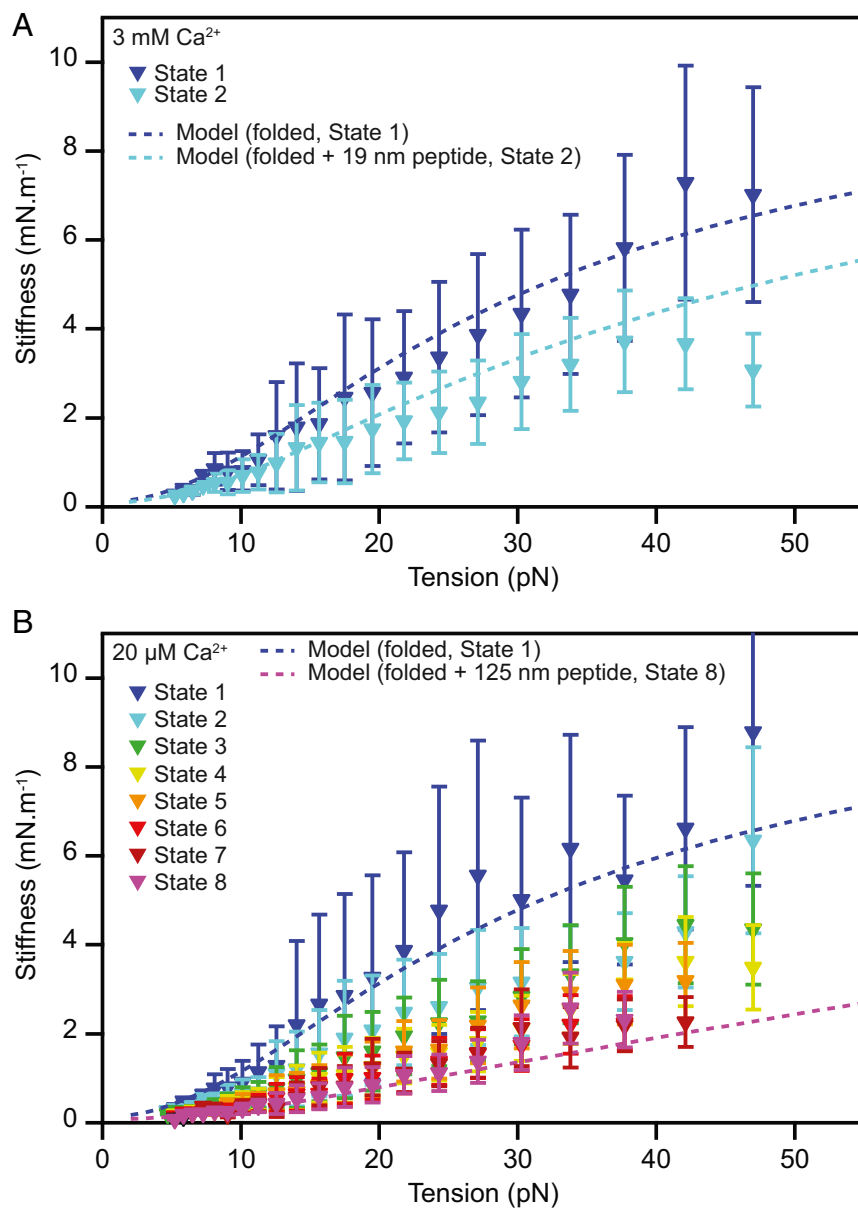 A
3 mM Ca²⁺
State 1
State 2
Model (folded, State 1)
Model (folded + 19 nm peptide, State 2)
10
8
6
4
2
0
Stiffness (mN.m⁻¹)
0 10 20 30 40 50
Tension (pN)
B
20 µM Ca²⁺
Model (folded, State 1)
Model (folded + 125 nm peptide, State 8)
State 1
State 2
State 3
State 4
State 5
State 6
State 7
State 8
10
8
6
4
2
0
Stiffness (mN.m⁻¹)
0 10 20 30 40 50
Tension (pN)